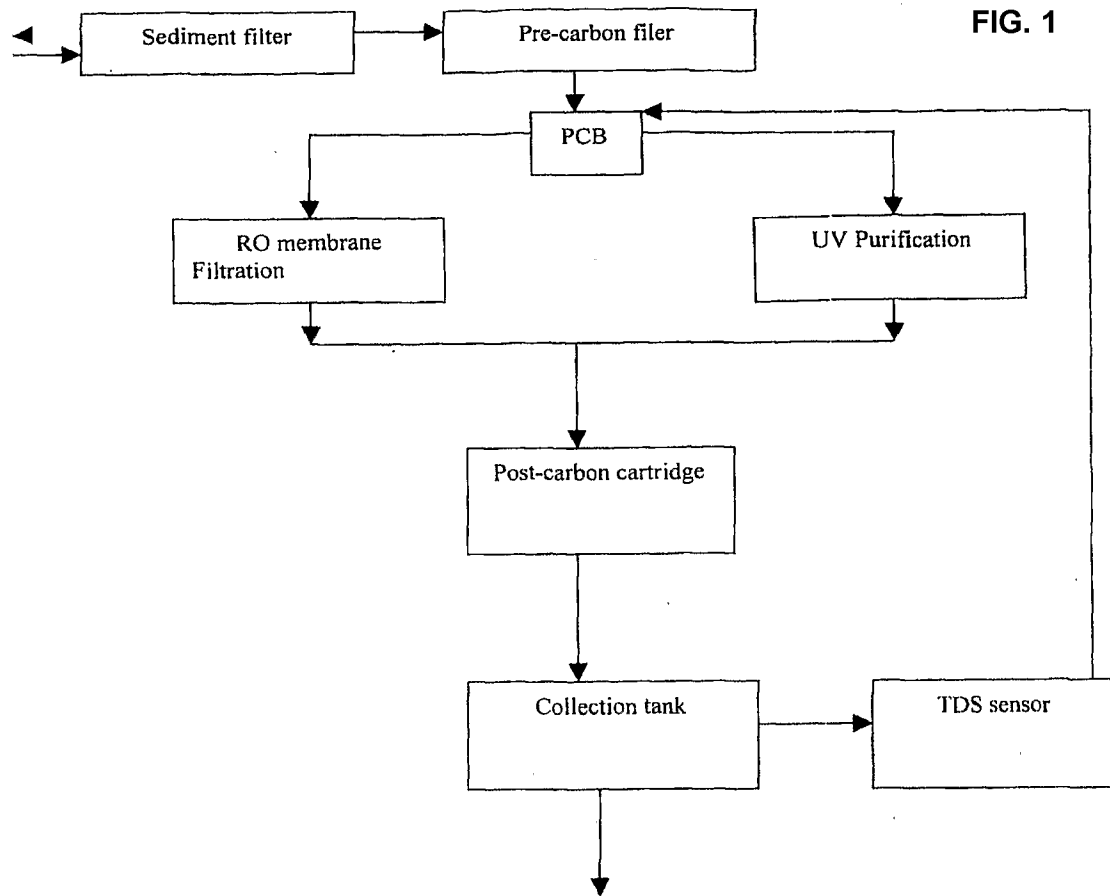 FIG. 1
Sediment filter
Pre-carbon filer
PCB
RO membrane
Filtration
UV Purification
Post-carbon cartridge
Collection tank
TDS sensor